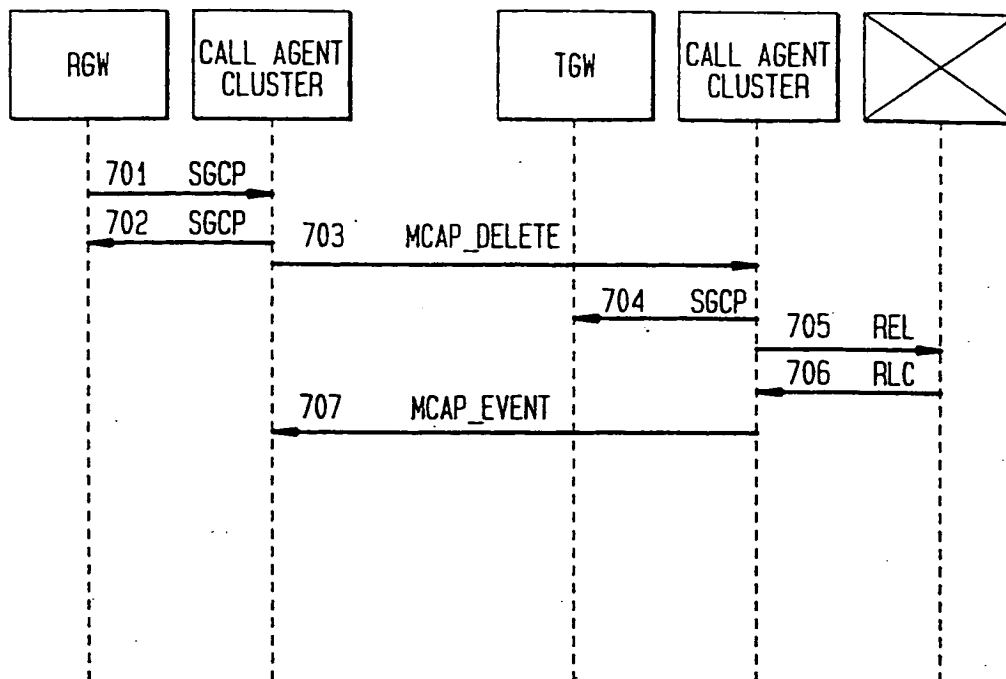 RGW
CALL AGENT
CLUSTER
TGW
CALL AGENT
CLUSTER
701 SGCP
702 SGCP
703 MCAP_DELETE
704 SGCP
705 REL
706 RLC
707 MCAP_EVENT